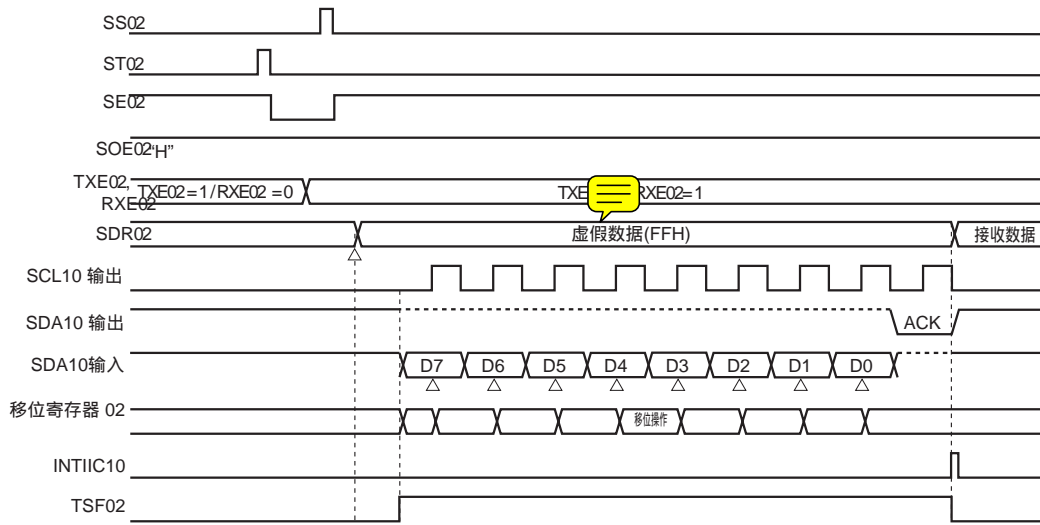 SS02
ST02
SE02
SOE02 "H"
TXE02, TXE02=1/RXE02=0 TXE RXE02=1
RXE02
SDR02 虚假数据(FFH) 接收数据
SCL10 输出
SDA10 输出 ACK
SDA10输入 D7 D6 D5 D4 D3 D2 D1 D0
移位寄存器 02 移位操作
INTIIC10
TSF02